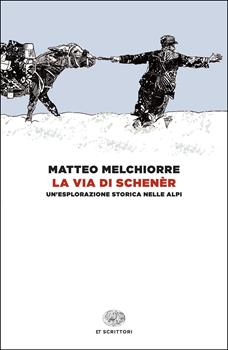 MATTEO MELCHIORRE
LA VIA DI SCHENÈR
UN'ESPLORAZIONE STORICA NELLE ALPI
ET SCRITTORI